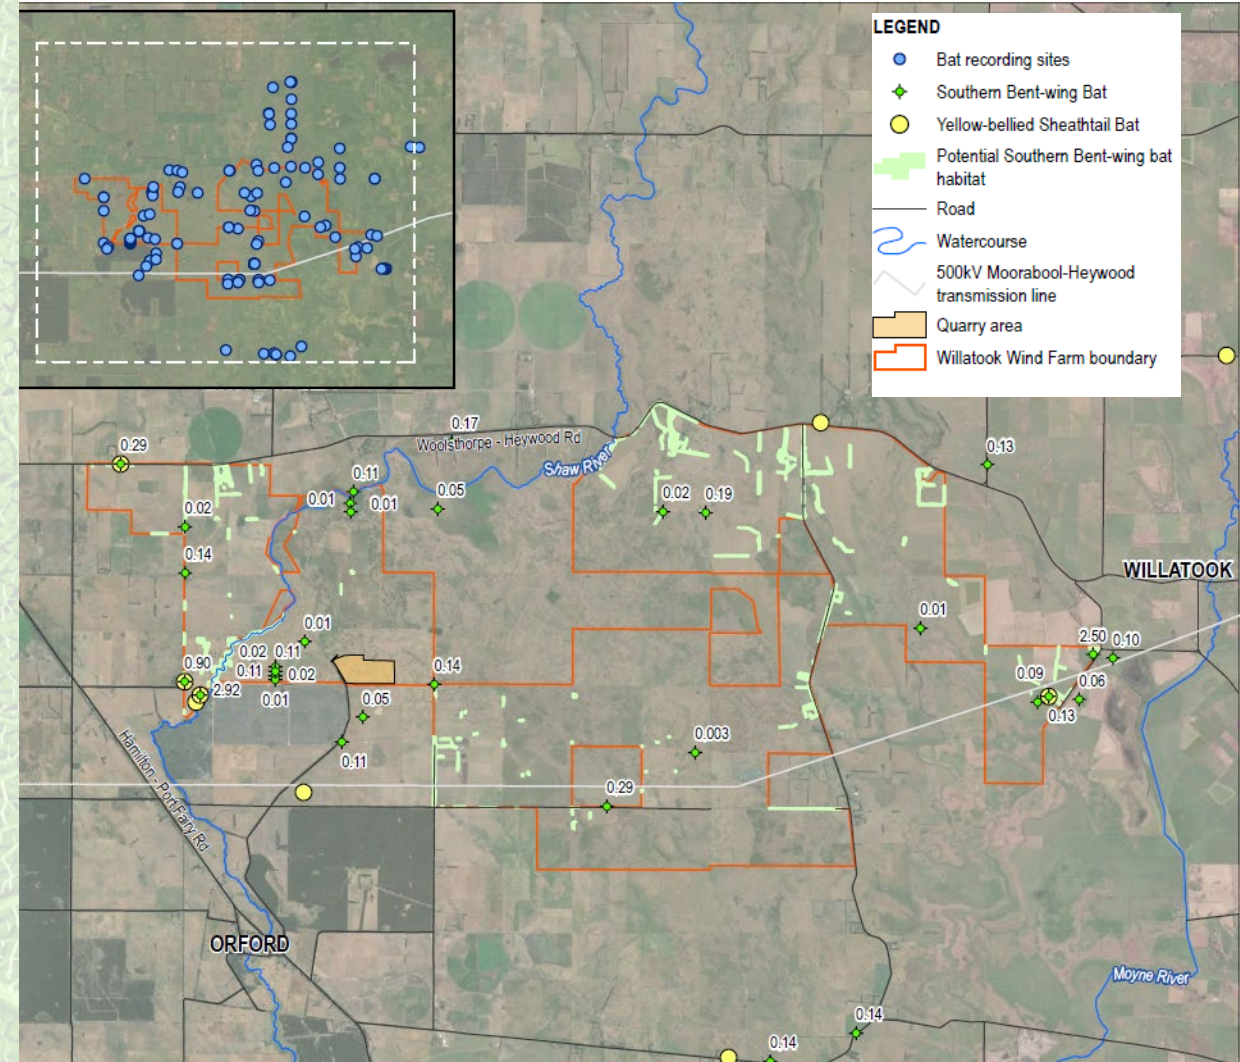 LEGEND
Bat recording sites
Southern Bent-wing Bat
Yellow-bellied Sheathtail Bat
Potential Southern Bent-wing bat
habitat
Road
Watercourse
500kV Moorabool-Heywood
transmission line
Quarry area
Willatook Wind Farm boundary
0.17
Woolsthorpe - Heywood Rd
0.29
0.13
Shaw River
0.11
0.01
0.01
0.05
0.02
0.19
0.02
0.14
WILLATOOK
0.01
0.01
2.50
0.10
0.02
0.11
0.11
0.02
0.01
0.90
2.92
0.14
0.09
0.06
0.13
0.05
0.11
0.003
0.29
Hamilton - Port Fairy Rd
ORFORD
Moyne River
0.14
0.14